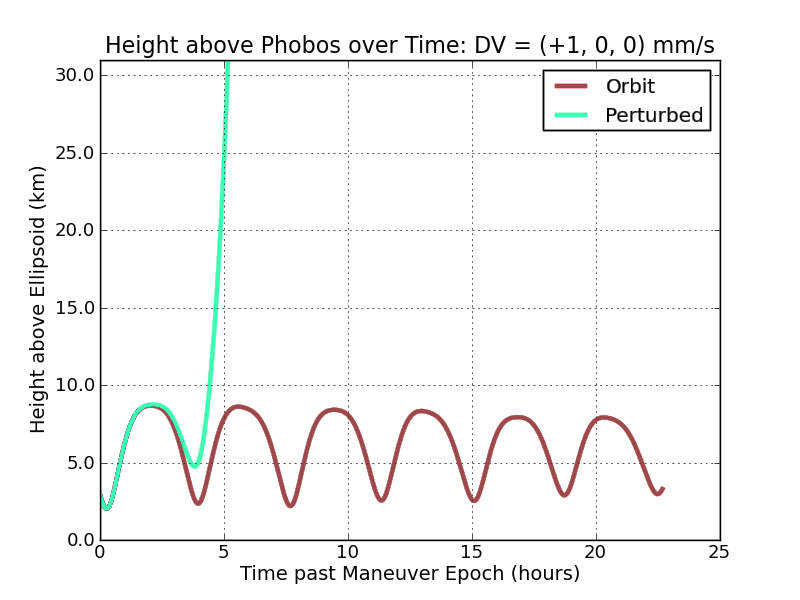 Height above Phobos over Time: DV = (+1, 0, 0) mm/s
Orbit
Perturbed
Height above Ellipsoid (km)
30.0
25.0
20.0
15.0
10.0
5.0
0.0
0 5 10 15 20 25
Time past Maneuver Epoch (hours)